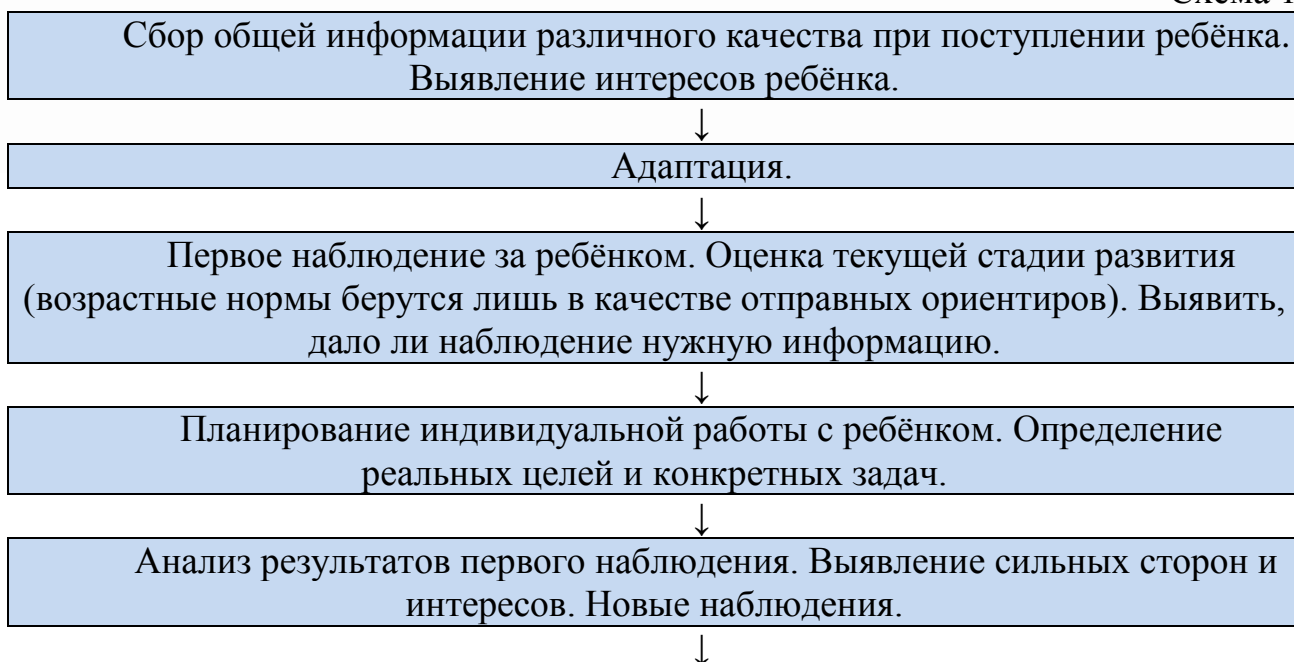 Сбор общей информации различного качества при поступлении ребёнка.
Выявление интересов ребёнка.
↓
Адаптация.
↓
Первое наблюдение за ребёнком. Оценка текущей стадии развития
(возрастные нормы берутся лишь в качестве отправных ориентиров). Выявить,
дало ли наблюдение нужную информацию.
↓
Планирование индивидуальной работы с ребёнком. Определение
реальных целей и конкретных задач.
↓
Анализ результатов первого наблюдения. Выявление сильных сторон и
интересов. Новые наблюдения.
↓